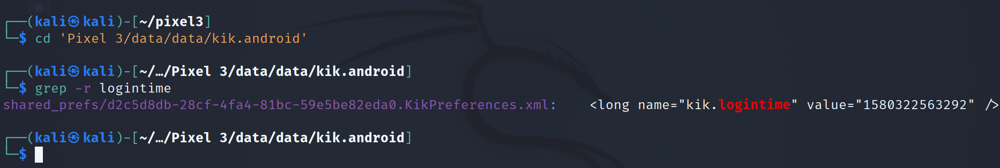 ┌──(kali㉿kali)-[~/pixel3]
└─$ cd 'Pixel 3/data/data/kik.android'
┌──(kali㉿kali)-[~/…/Pixel 3/data/data/kik.android]
└─$ grep -r logintime
shared_prefs/d2c5d8db-28cf-4fa4-81bc-59e5be82eda0.KikPreferences.xml:    <long name="kik.logintime" value="1580322563292" />
┌──(kali㉿kali)-[~/…/Pixel 3/data/data/kik.android]
└─$